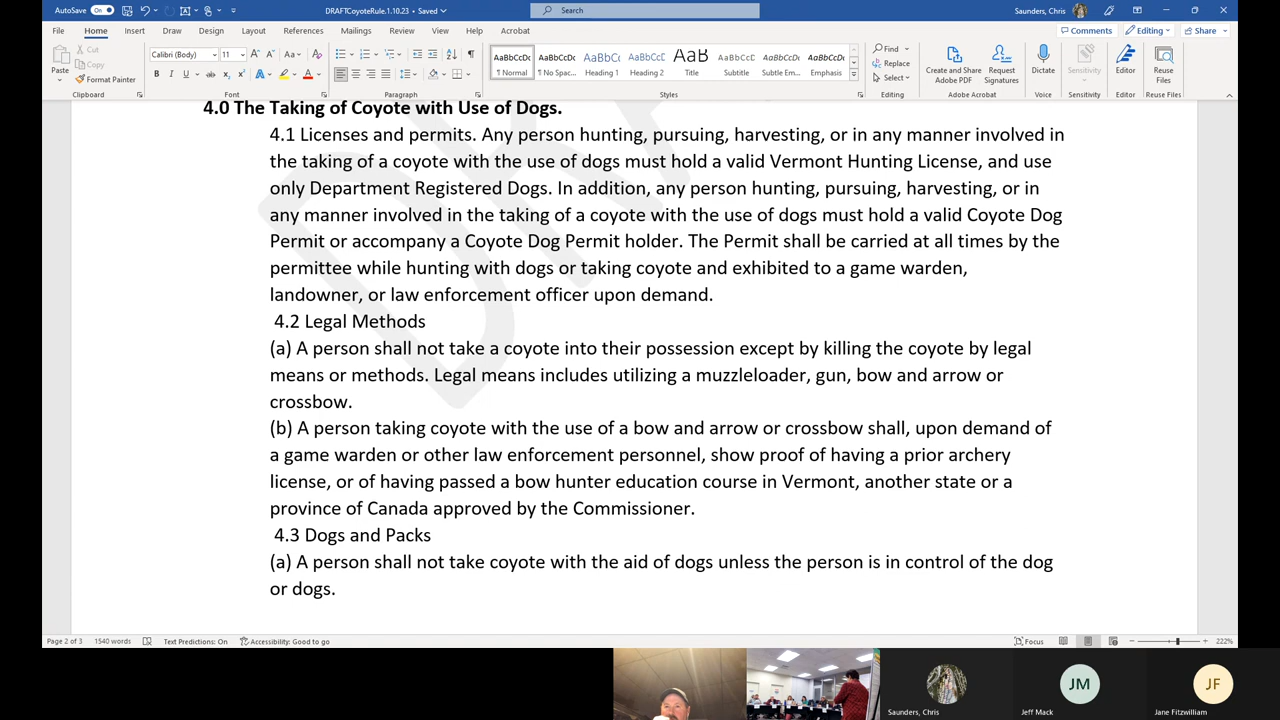 AutoSave On DRAFTCoyoteRule.1.10.23 • Saved Search Saunders, Chris
File Home Insert Draw Design Layout References Mailings Review View Help Acrobat Comments Editing Share
Paste Cut Copy Format Painter
Calibri (Body) 11
AaBbCcDc AaBbCcDc AaBbCc AaBbCcC AaB AaBbCcC AaBbCcDc AaBbCcDc
¶ Normal ¶ No Spac... Heading 1 Heading 2 Title Subtitle Subtle Em... Emphasis
Find Replace Select
Create and Share Adobe PDF Request Signatures Dictate Sensitivity Editor Reuse Files
Clipboard Font Paragraph Styles Editing Adobe Acrobat Voice Sensitivity Editor Reuse Files
4.0 The Taking of Coyote with Use of Dogs.
4.1 Licenses and permits. Any person hunting, pursuing, harvesting, or in any manner involved in
the taking of a coyote with the use of dogs must hold a valid Vermont Hunting License, and use
only Department Registered Dogs. In addition, any person hunting, pursuing, harvesting, or in
any manner involved in the taking of a coyote with the use of dogs must hold a valid Coyote Dog
Permit or accompany a Coyote Dog Permit holder. The Permit shall be carried at all times by the
permittee while hunting with dogs or taking coyote and exhibited to a game warden,
landowner, or law enforcement officer upon demand.
4.2 Legal Methods
(a) A person shall not take a coyote into their possession except by killing the coyote by legal
means or methods. Legal means includes utilizing a muzzleloader, gun, bow and arrow or
crossbow.
(b) A person taking coyote with the use of a bow and arrow or crossbow shall, upon demand of
a game warden or other law enforcement personnel, show proof of having a prior archery
license, or of having passed a bow hunter education course in Vermont, another state or a
province of Canada approved by the Commissioner.
4.3 Dogs and Packs
(a) A person shall not take coyote with the aid of dogs unless the person is in control of the dog
or dogs.
Page 2 of 3 1540 words Text Predictions: On Accessibility: Good to go Focus 222%
Saunders, Chris
JM
Jeff Mack
JF
Jane Fitzwilliam